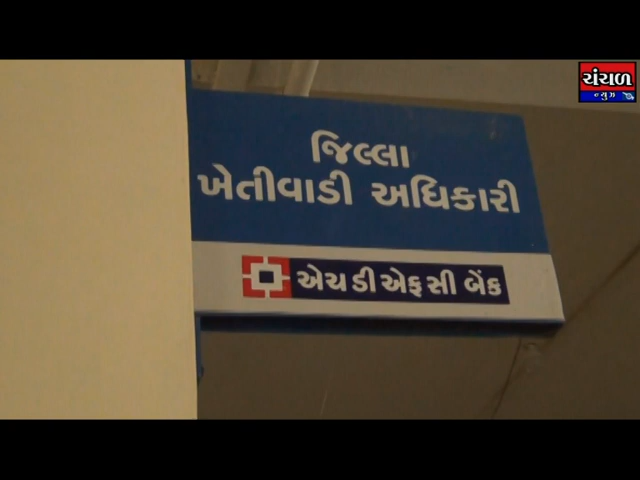 ચંચળ
ન્યુઝ
જિલ્લા
ખેતીવાડી અધિકારી
એચ ડી એફ સી બેંક